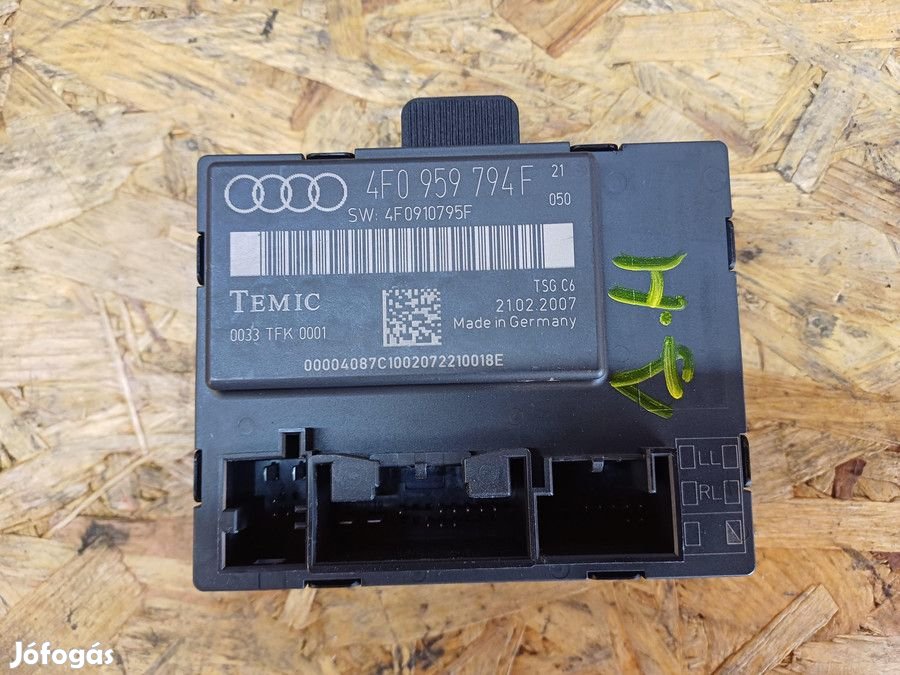 4F0 959 794F 21
050
SW: 4F0910795F
TEMIC
TSG C6
21.02.2007
0033 TFK 0001
Made in Germany
00004087C1002072210018E
LL
RL
Jófogás